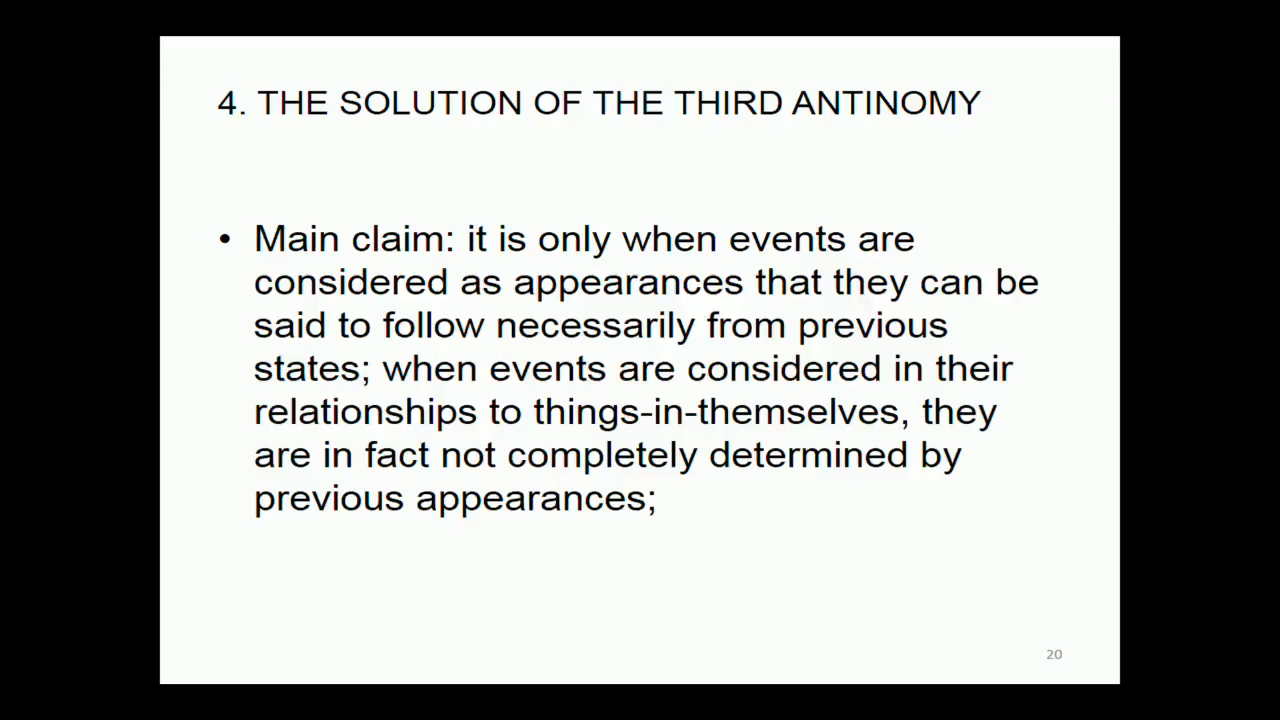 4. THE SOLUTION OF THE THIRD ANTINOMY
• Main claim: it is only when events are
considered as appearances that they can be
said to follow necessarily from previous
states; when events are considered in their
relationships to things-in-themselves, they
are in fact not completely determined by
previous appearances;
20